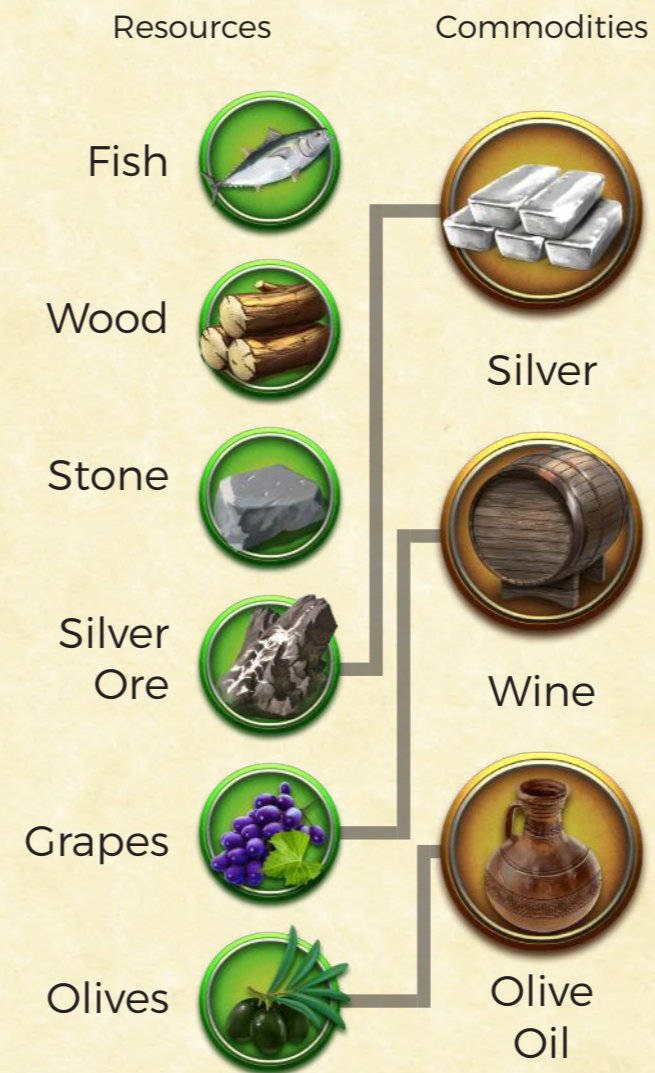 Resources
Commodities
Fish
Wood
Stone
Silver
Ore
Grapes
Olives
Silver
Wine
Olive
Oil